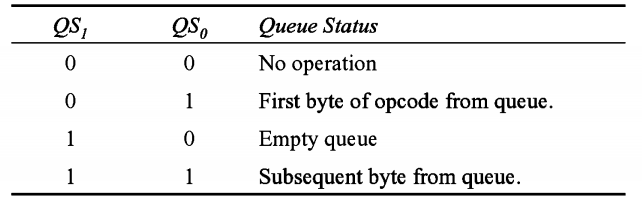 QS1 QS0 Queue Status
0 0 No operation
0 1 First byte of opcode from queue.
1 0 Empty queue
1 1 Subsequent byte from queue.